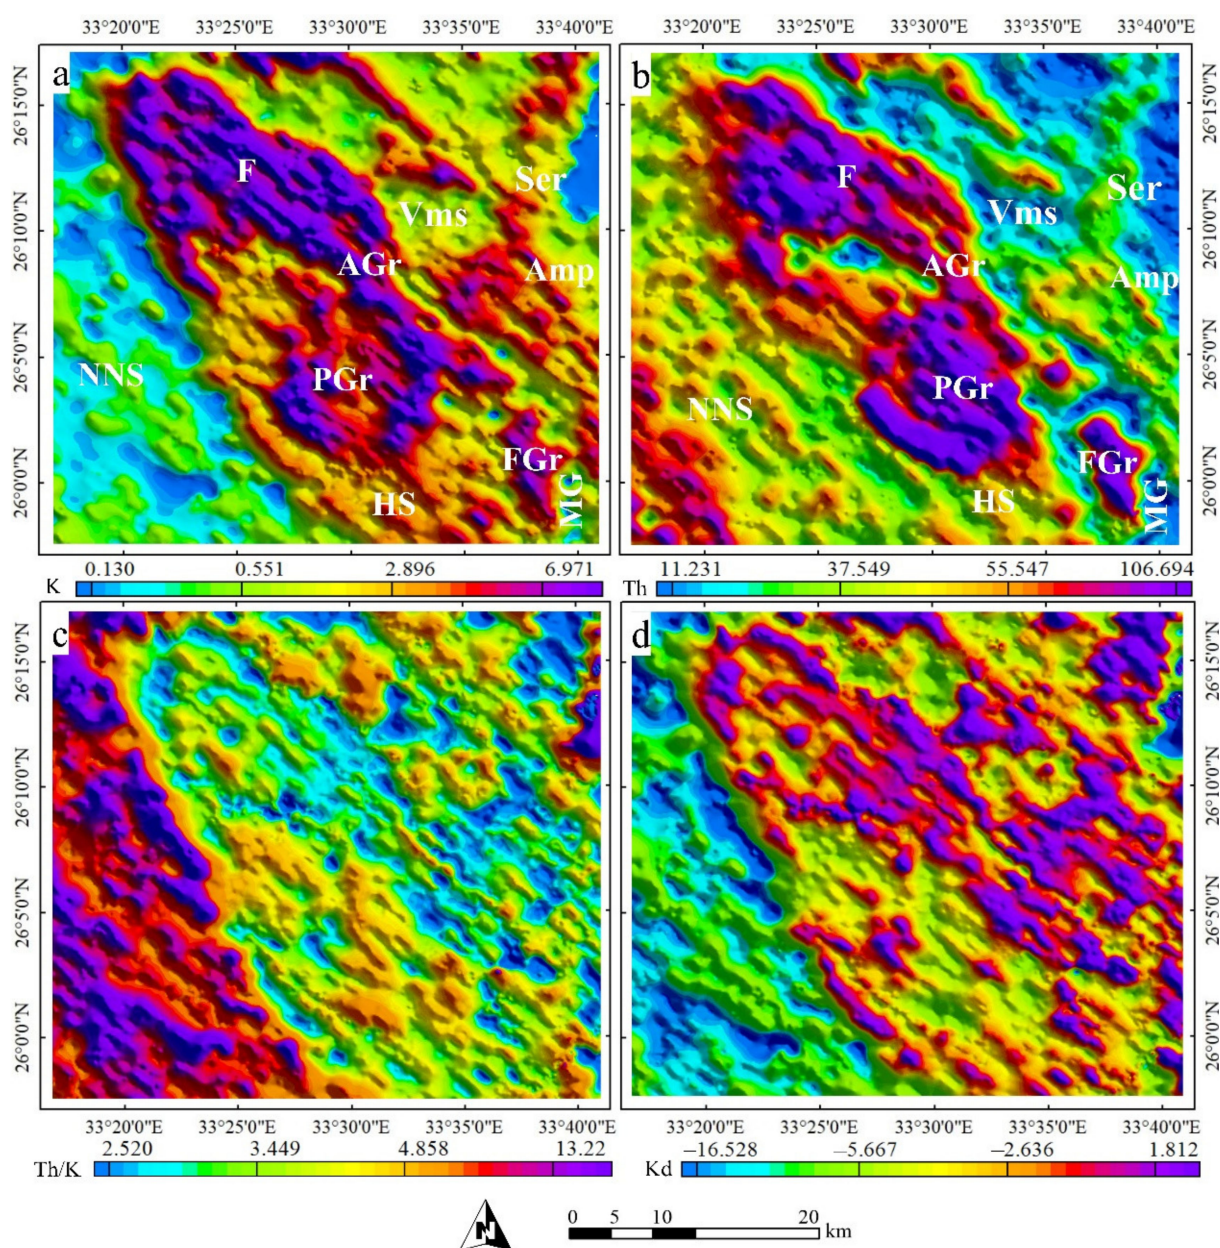 33°20'0"E 33°25'0"E 33°30'0"E 33°35'0"E 33°40'0"E
33°20'0"E 33°25'0"E 33°30'0"E 33°35'0"E 33°40'0"E
a
26°15'0"N
26°10'0"N
26°5'0"N
26°0'0"N
F
Ser
Vms
AGr
Amp
NNS
PGr
FGr
HS
MG
b
26°15'0"N
26°10'0"N
26°5'0"N
26°0'0"N
F
Ser
Vms
AGr
Amp
PGr
NNS
FGr
HS
MG
K 0.130 0.551 2.896 6.971
Th 11.231 37.549 55.547 106.694
c
26°15'0"N
26°10'0"N
26°5'0"N
26°0'0"N
d
26°15'0"N
26°10'0"N
26°5'0"N
26°0'0"N
33°20'0"E 33°25'0"E 33°30'0"E 33°35'0"E 33°40'0"E
33°20'0"E 33°25'0"E 33°30'0"E 33°35'0"E 33°40'0"E
Th/K 2.520 3.449 4.858 13.22
Kd −16.528 −5.667 −2.636 1.812
N
0 5 10 20
km